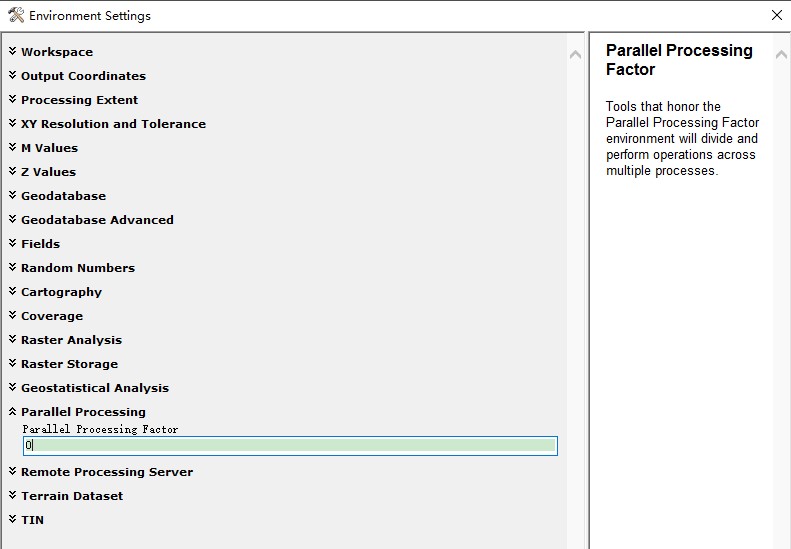 Environment Settings
Workspace
Output Coordinates
Processing Extent
XY Resolution and Tolerance
M Values
Z Values
Geodatabase
Geodatabase Advanced
Fields
Random Numbers
Cartography
Coverage
Raster Analysis
Raster Storage
Geostatistical Analysis
Parallel Processing
Parallel Processing Factor
0
Remote Processing Server
Terrain Dataset
TIN
Parallel Processing
Factor
Tools that honor the
Parallel Processing Factor
environment will divide and
perform operations across
multiple processes.